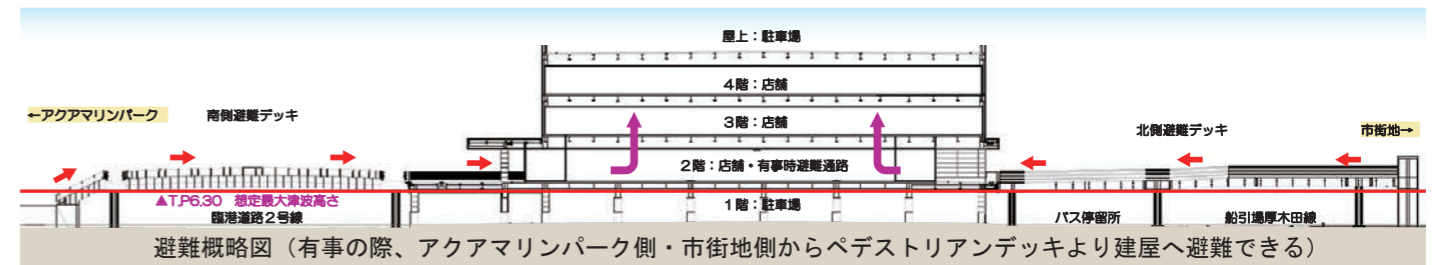 屋上：駐車場
4階：店舗
←アクアマリンパーク
南側避難デッキ
3階：店舗
北側避難デッキ
市街地→
2階：店舗・有事時避難通路
▲T.P6.30 想定最大津波高さ
臨港道路2号線
1階：駐車場
バス停留所
船引場厚木田線
避難概略図（有事の際、アクアマリンパーク側・市街地側からペデストリアンデッキより建屋へ避難できる）